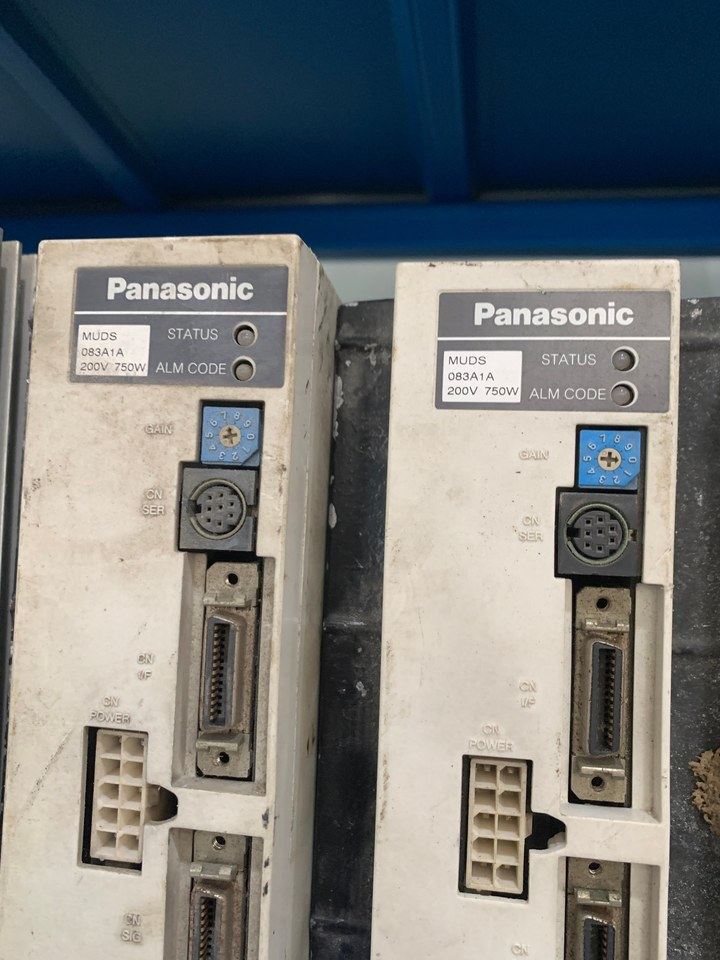 Panasonic
MUDS
083A1A
200V 750W
STATUS
ALM CODE
GAIN
CN
SER
CN
I/F
CN
POWER
CN
SIG
Panasonic
MUDS
083A1A
200V 750W
STATUS
ALM CODE
GAIN
CN
SER
CN
I/F
CN
POWER
CN